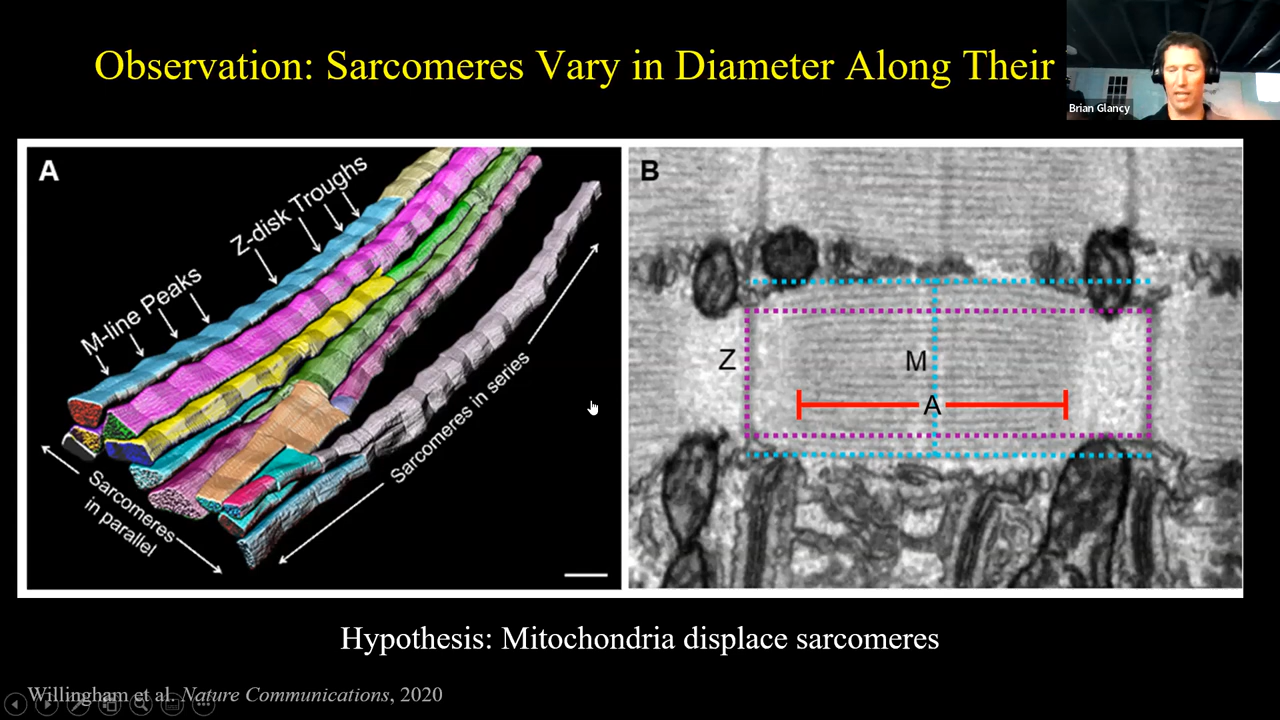 Observation: Sarcomeres Vary in Diameter Along Their
Brian Glancy
A
M-line Peaks
Z-disk Troughs
Sarcomeres in series
Sarcomeres
in parallel
B
Z
M
A
Hypothesis: Mitochondria displace sarcomeres
Willingham et al. Nature Communications, 2020